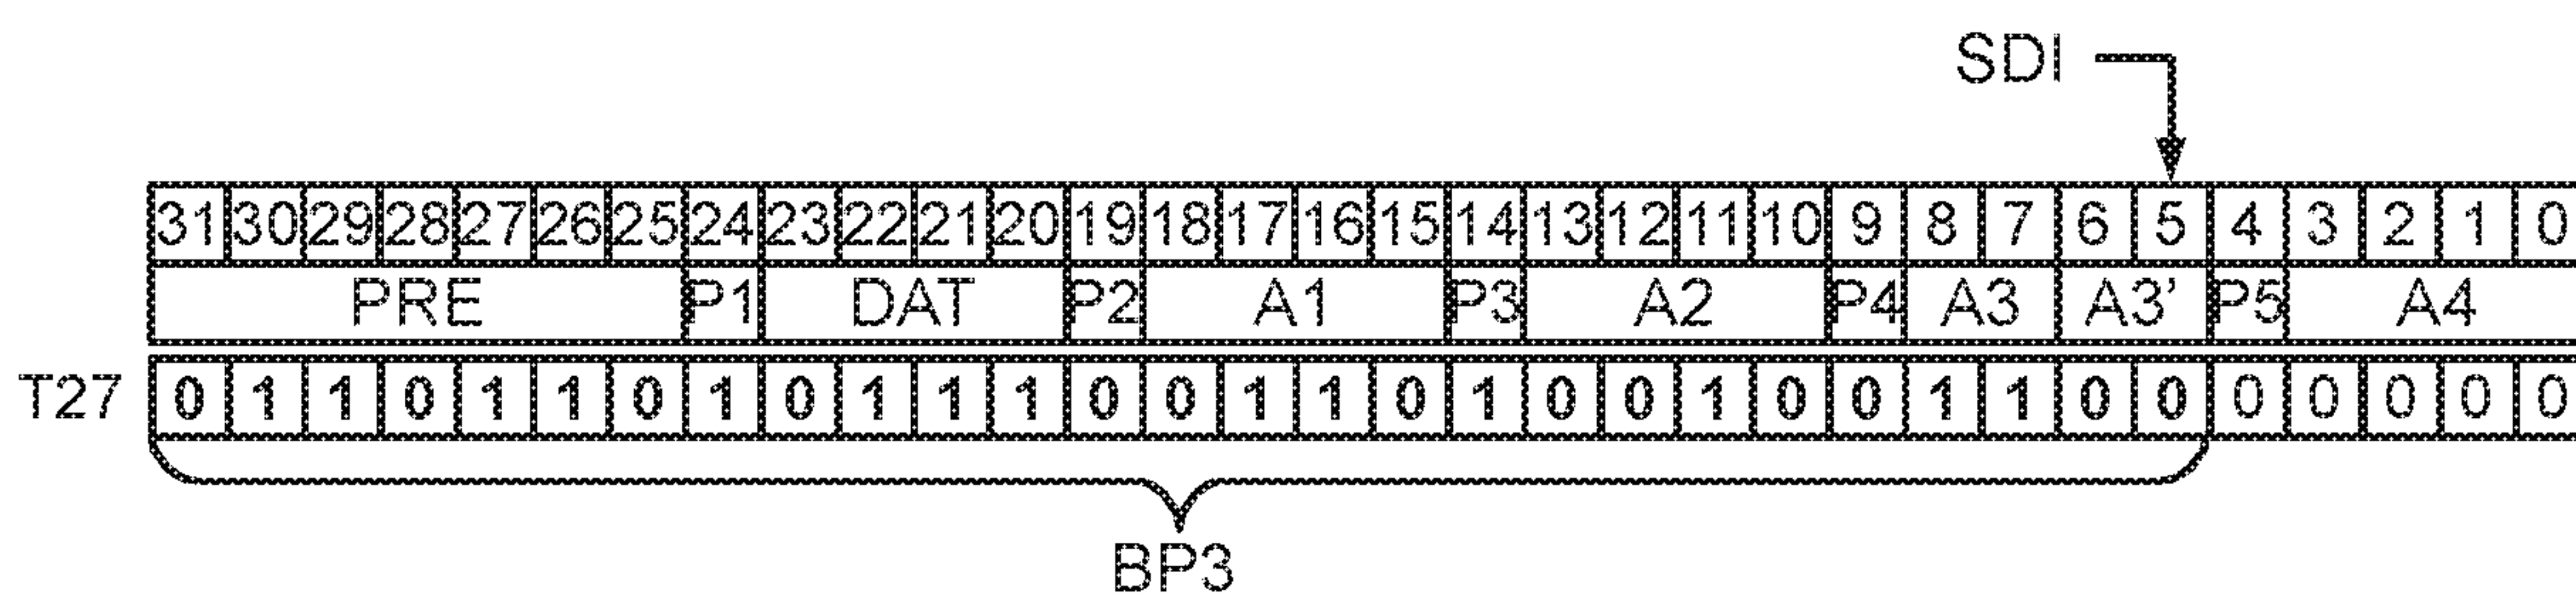 SDI
31 30 29 28 27 26 25 24 23 22 21 20 19 18 17 16 15 14 13 12 11 10 9 8 7 6 5 4 3 2 1 0
PRE P1 DAT P2 A1 P3 A2 P4 A3 A3' P5 A4
T27 0 1 1 0 1 1 0 1 0 1 1 1 0 0 1 1 0 1 0 0 1 0 0 1 1 0 0 0 0 0 0 0
BP3